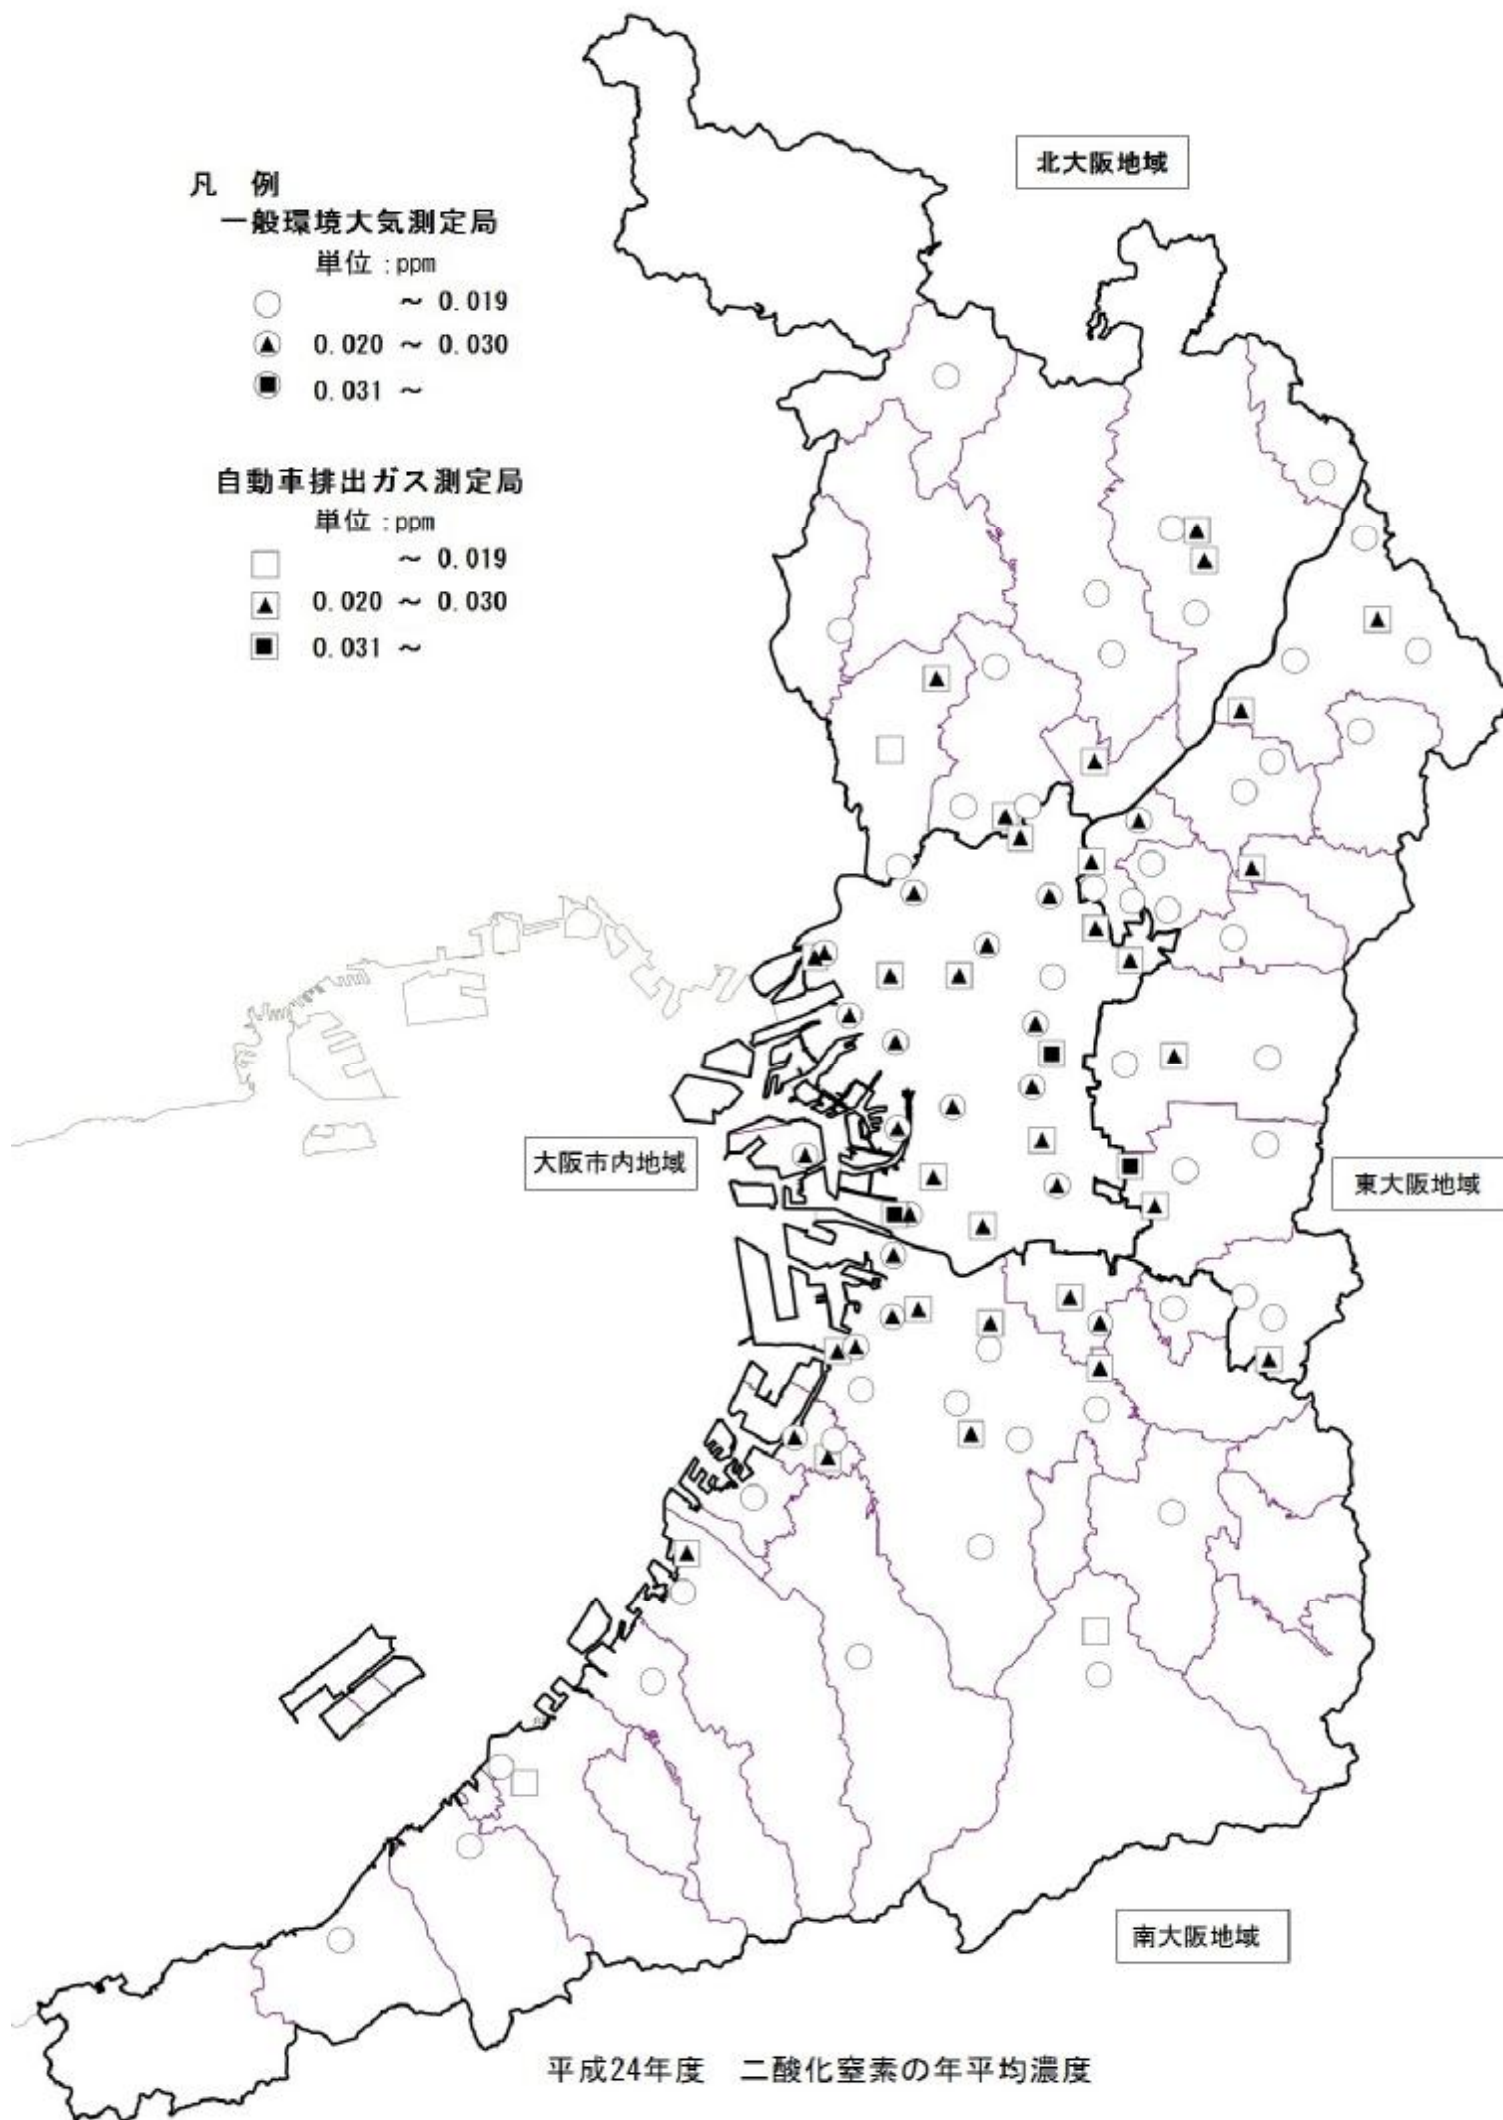 北大阪地域
凡 例
一般環境大気測定局
単位:ppm
~ 0.019
0.020 ~ 0.030
0.031 ~
自動車排出ガス測定局
単位:ppm
~ 0.019
0.020 ~ 0.030
0.031 ~
大阪市内地域
東大阪地域
南大阪地域
平成24年度 二酸化窒素の年平均濃度